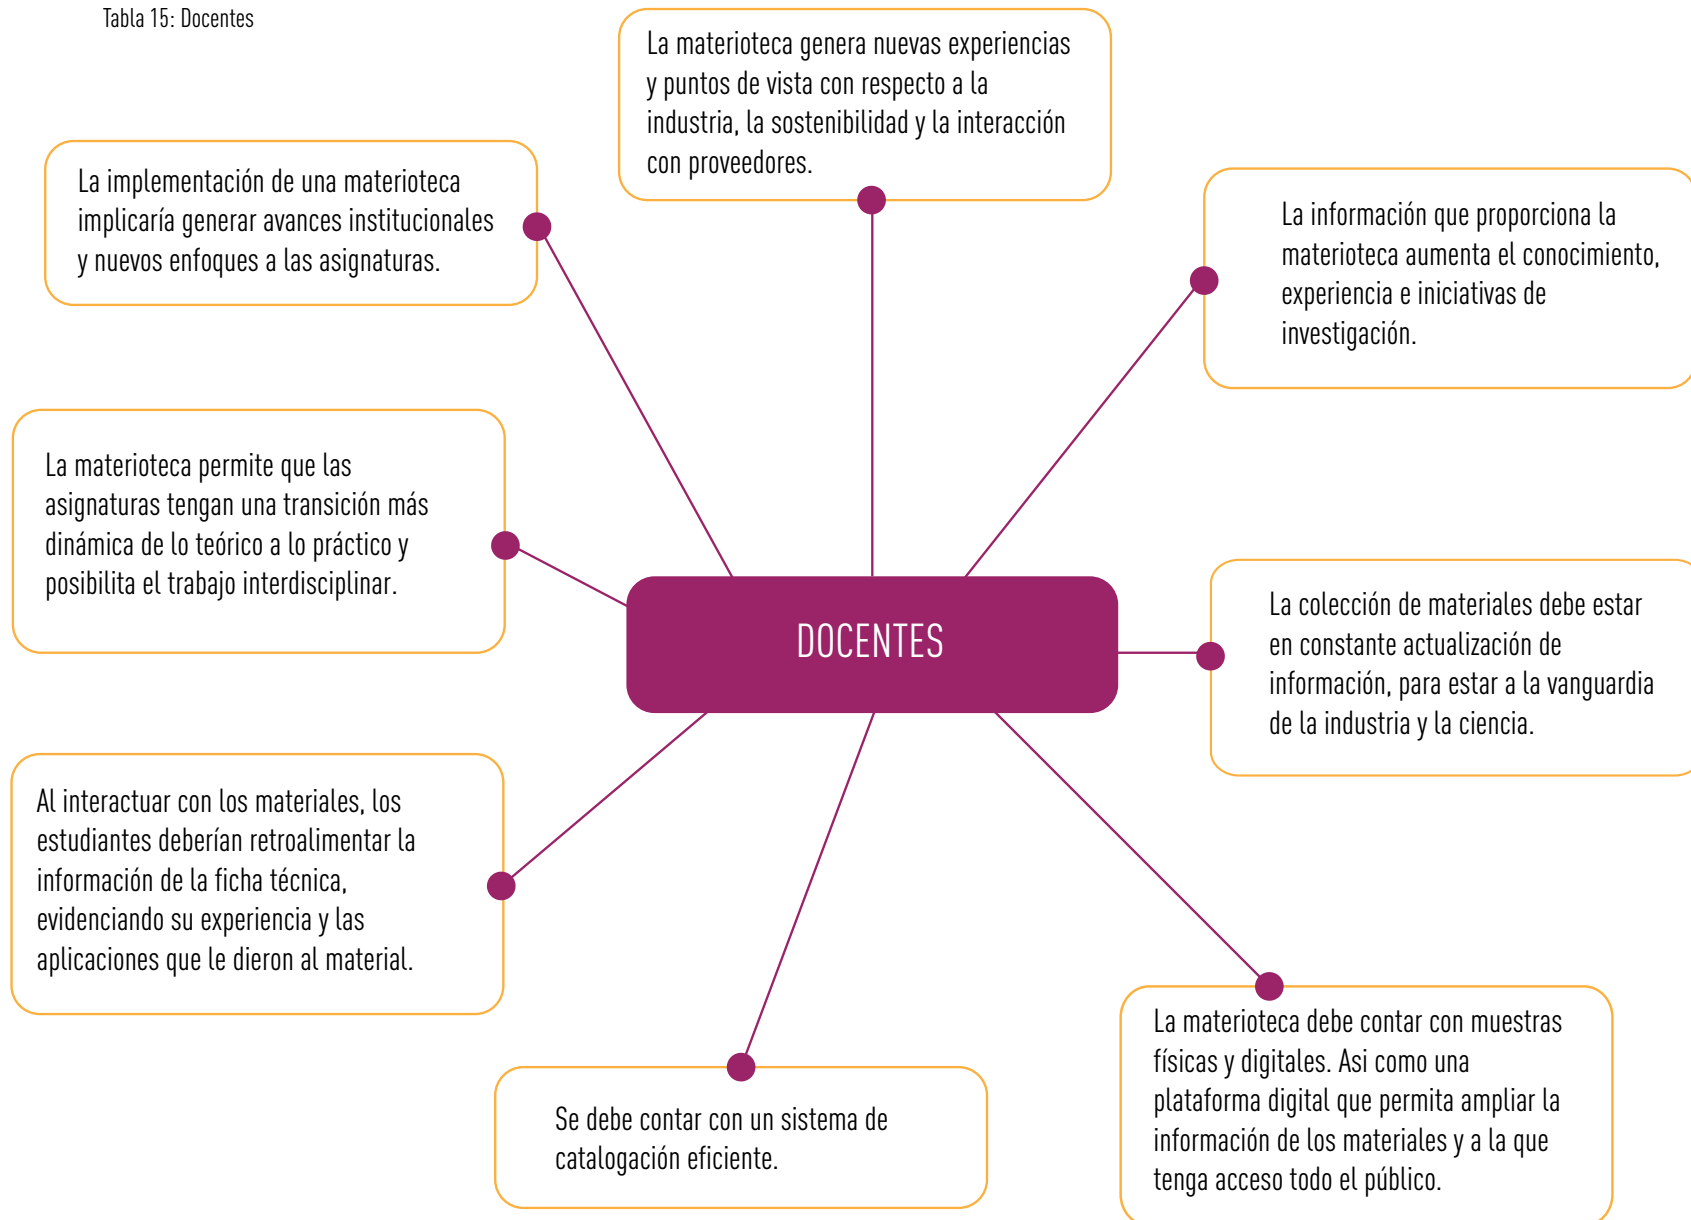 Tabla 15: Docentes
La materioteca genera nuevas experiencias
y puntos de vista con respecto a la
industria, la sostenibilidad y la interacción
con proveedores.
La implementación de una materioteca
implicaría generar avances institucionales
y nuevos enfoques a las asignaturas.
La información que proporciona la
materioteca aumenta el conocimiento,
experiencia e iniciativas de
investigación.
La materioteca permite que las
asignaturas tengan una transición más
dinámica de lo teórico a lo práctico y
posibilita el trabajo interdisciplinar.
DOCENTES
La colección de materiales debe estar
en constante actualización de
información, para estar a la vanguardia
de la industria y la ciencia.
Al interactuar con los materiales, los
estudiantes deberían retroalimentar la
información de la ficha técnica,
evidenciando su experiencia y las
aplicaciones que le dieron al material.
Se debe contar con un sistema de
catalogación eficiente.
La materioteca debe contar con muestras
físicas y digitales. Asi como una
plataforma digital que permita ampliar la
información de los materiales y a la que
tenga acceso todo el público.